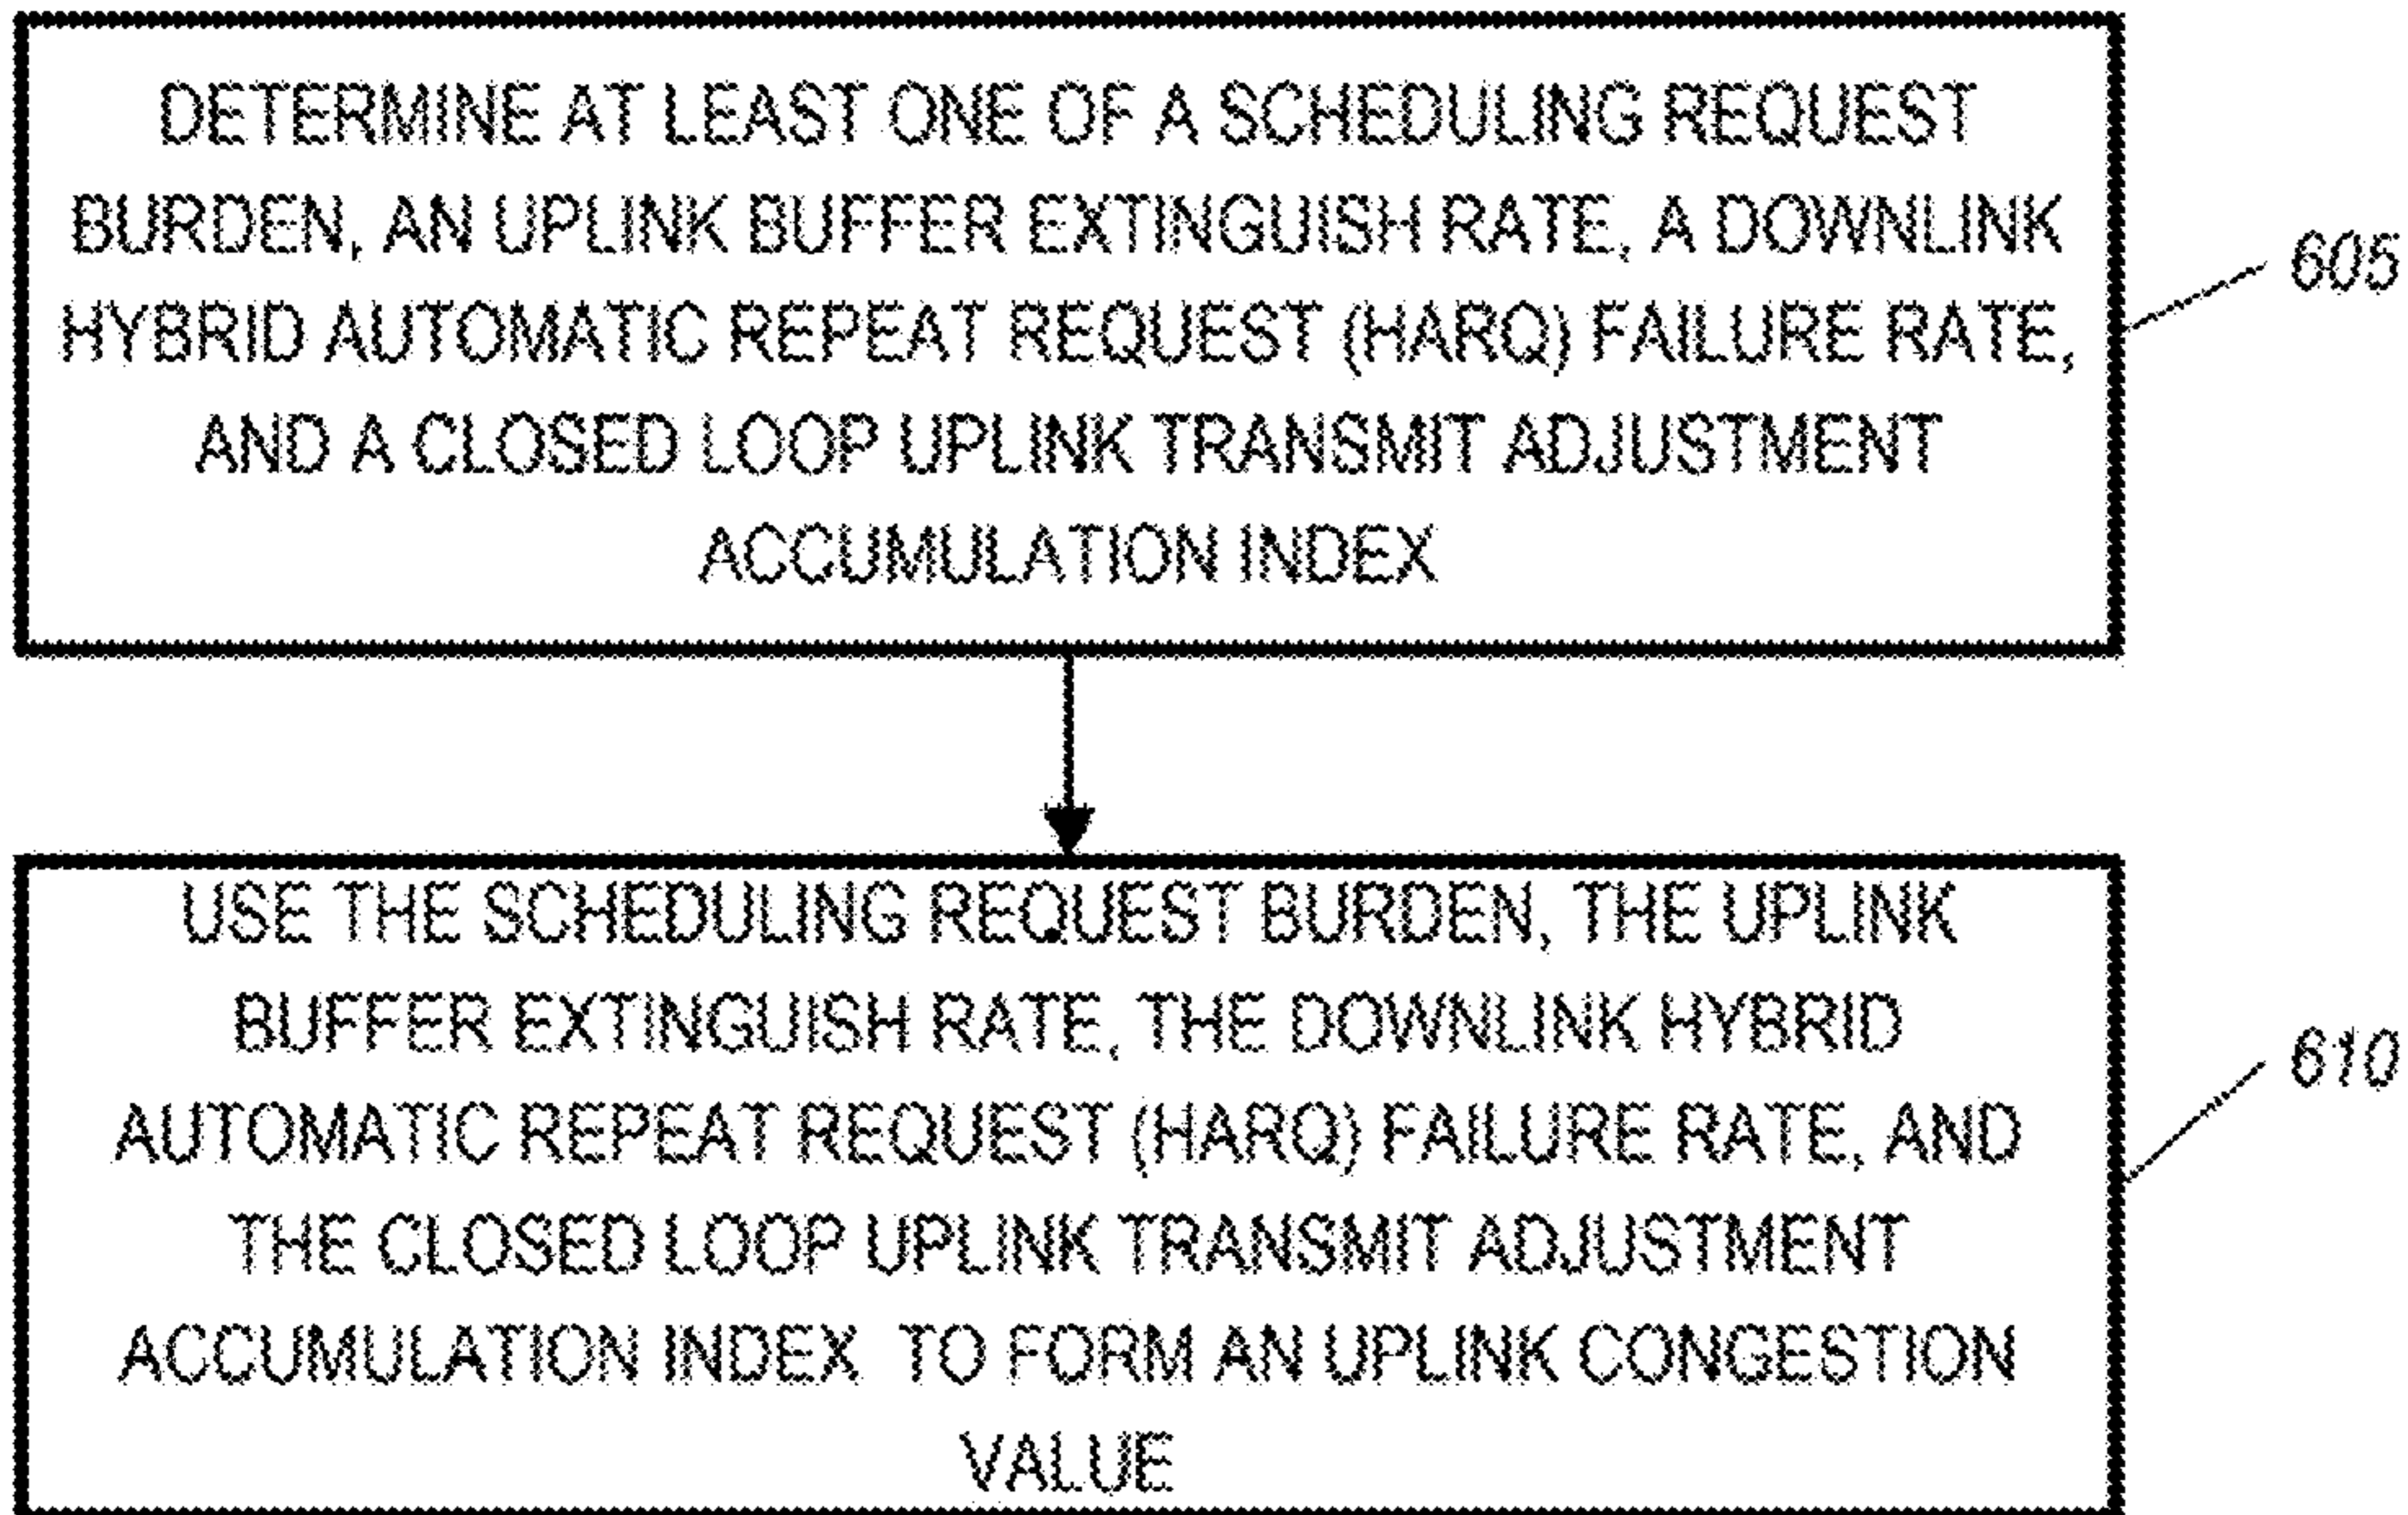 DETERMINE AT LEAST ONE OF A SCHEDULING REQUEST
BURDEN, AN UPLINK BUFFER EXTINGUISH RATE, A DOWNLINK
HYBRID AUTOMATIC REPEAT REQUEST (HARQ) FAILURE RATE,
AND A CLOSED LOOP UPLINK TRANSMIT ADJUSTMENT
ACCUMULATION INDEX
605
USE THE SCHEDULING REQUEST BURDEN, THE UPLINK
BUFFER EXTINGUISH RATE, THE DOWNLINK HYBRID
AUTOMATIC REPEAT REQUEST (HARQ) FAILURE RATE, AND
THE CLOSED LOOP UPLINK TRANSMIT ADJUSTMENT
ACCUMULATION INDEX TO FORM AN UPLINK CONGESTION
VALUE
610